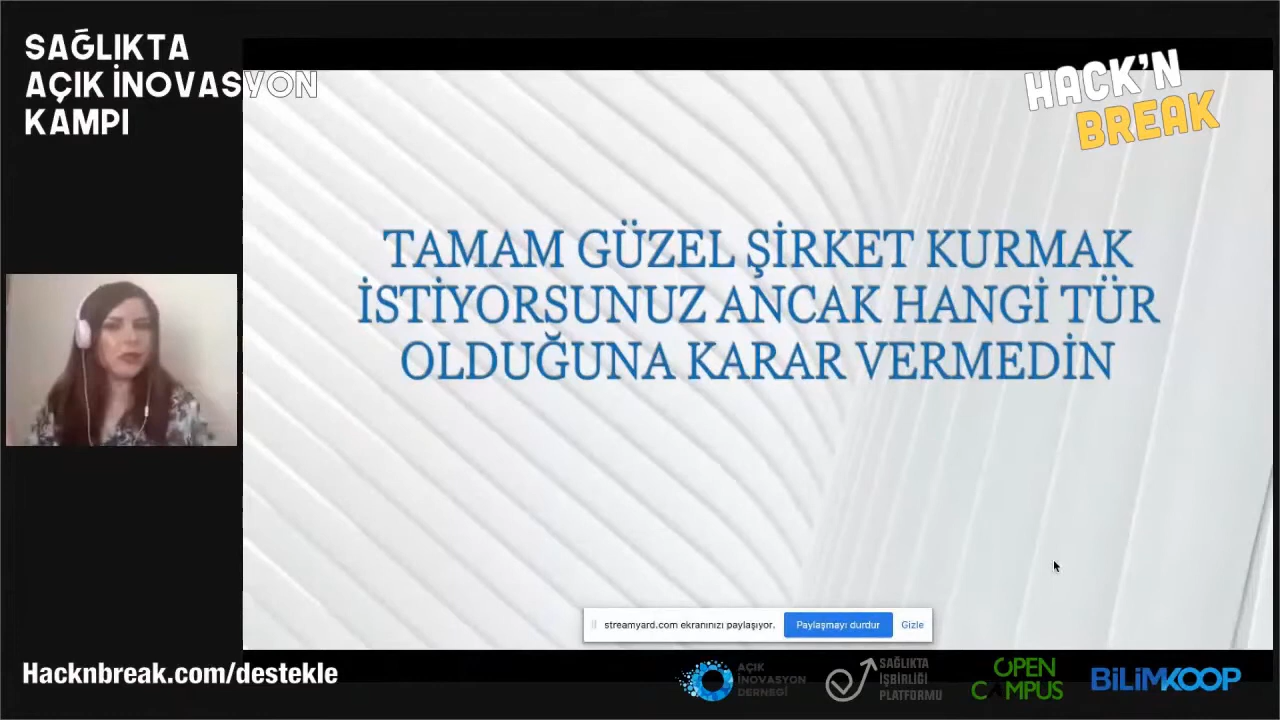 SAĞLIKTA
AÇIK İNOVASYON
KAMPI
HACK'N
BREAK
TAMAM GÜZEL ŞİRKET KURMAK
İSTİYORSUNUZ ANCAK HANGİ TÜR
OLDUĞUNA KARAR VERMEDİN
streamyard.com ekranınızı paylaşıyor.
Paylaşmayı durdur
Gizle
Hacknbreak.com/destekle
AÇIK
İNOVASYON
DERNEGİ
SAĞLIKTA
İŞBİRLİĞİ
PLATFORMU
OPEN
CAMPUS
BİLİMKOOP